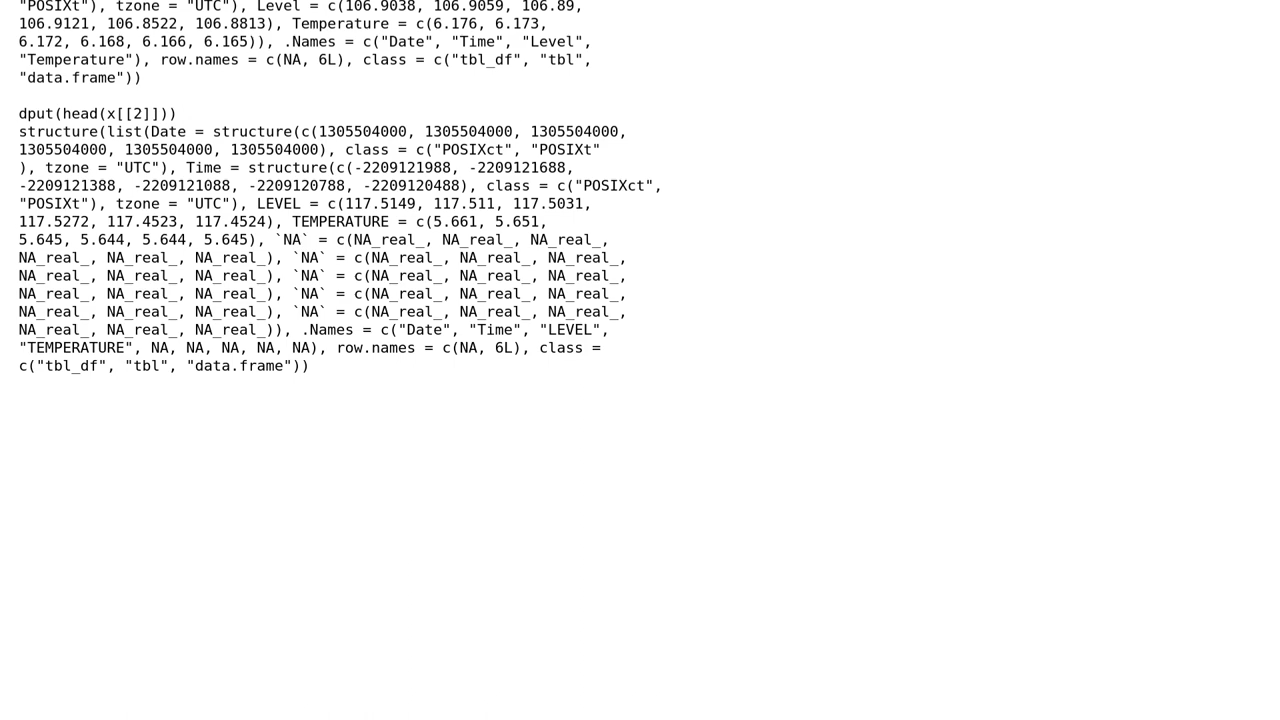 "POSIXt"), tzone = "UTC"), Level = c(106.9038, 106.9059, 106.89,
106.9121, 106.8522, 106.8813), Temperature = c(6.176, 6.173,
6.172, 6.168, 6.166, 6.165)), .Names = c("Date", "Time", "Level",
"Temperature"), row.names = c(NA, 6L), class = c("tbl_df", "tbl",
"data.frame"))

dput(head(x[[2]]))
structure(list(Date = structure(c(1305504000, 1305504000, 1305504000,
1305504000, 1305504000, 1305504000), class = c("POSIXct", "POSIXt"
), tzone = "UTC"), Time = structure(c(-2209121988, -2209121688,
-2209121388, -2209121088, -2209120788, -2209120488), class = c("POSIXct",
"POSIXt"), tzone = "UTC"), LEVEL = c(117.5149, 117.511, 117.5031,
117.5272, 117.4523, 117.4524), TEMPERATURE = c(5.661, 5.651,
5.645, 5.644, 5.644, 5.645), `NA` = c(NA_real_, NA_real_, NA_real_,
NA_real_, NA_real_, NA_real_), `NA` = c(NA_real_, NA_real_, NA_real_,
NA_real_, NA_real_, NA_real_), `NA` = c(NA_real_, NA_real_, NA_real_,
NA_real_, NA_real_, NA_real_), `NA` = c(NA_real_, NA_real_, NA_real_,
NA_real_, NA_real_, NA_real_), `NA` = c(NA_real_, NA_real_, NA_real_,
NA_real_, NA_real_, NA_real_)), .Names = c("Date", "Time", "LEVEL",
"TEMPERATURE", NA, NA, NA, NA, NA), row.names = c(NA, 6L), class =
c("tbl_df", "tbl", "data.frame"))